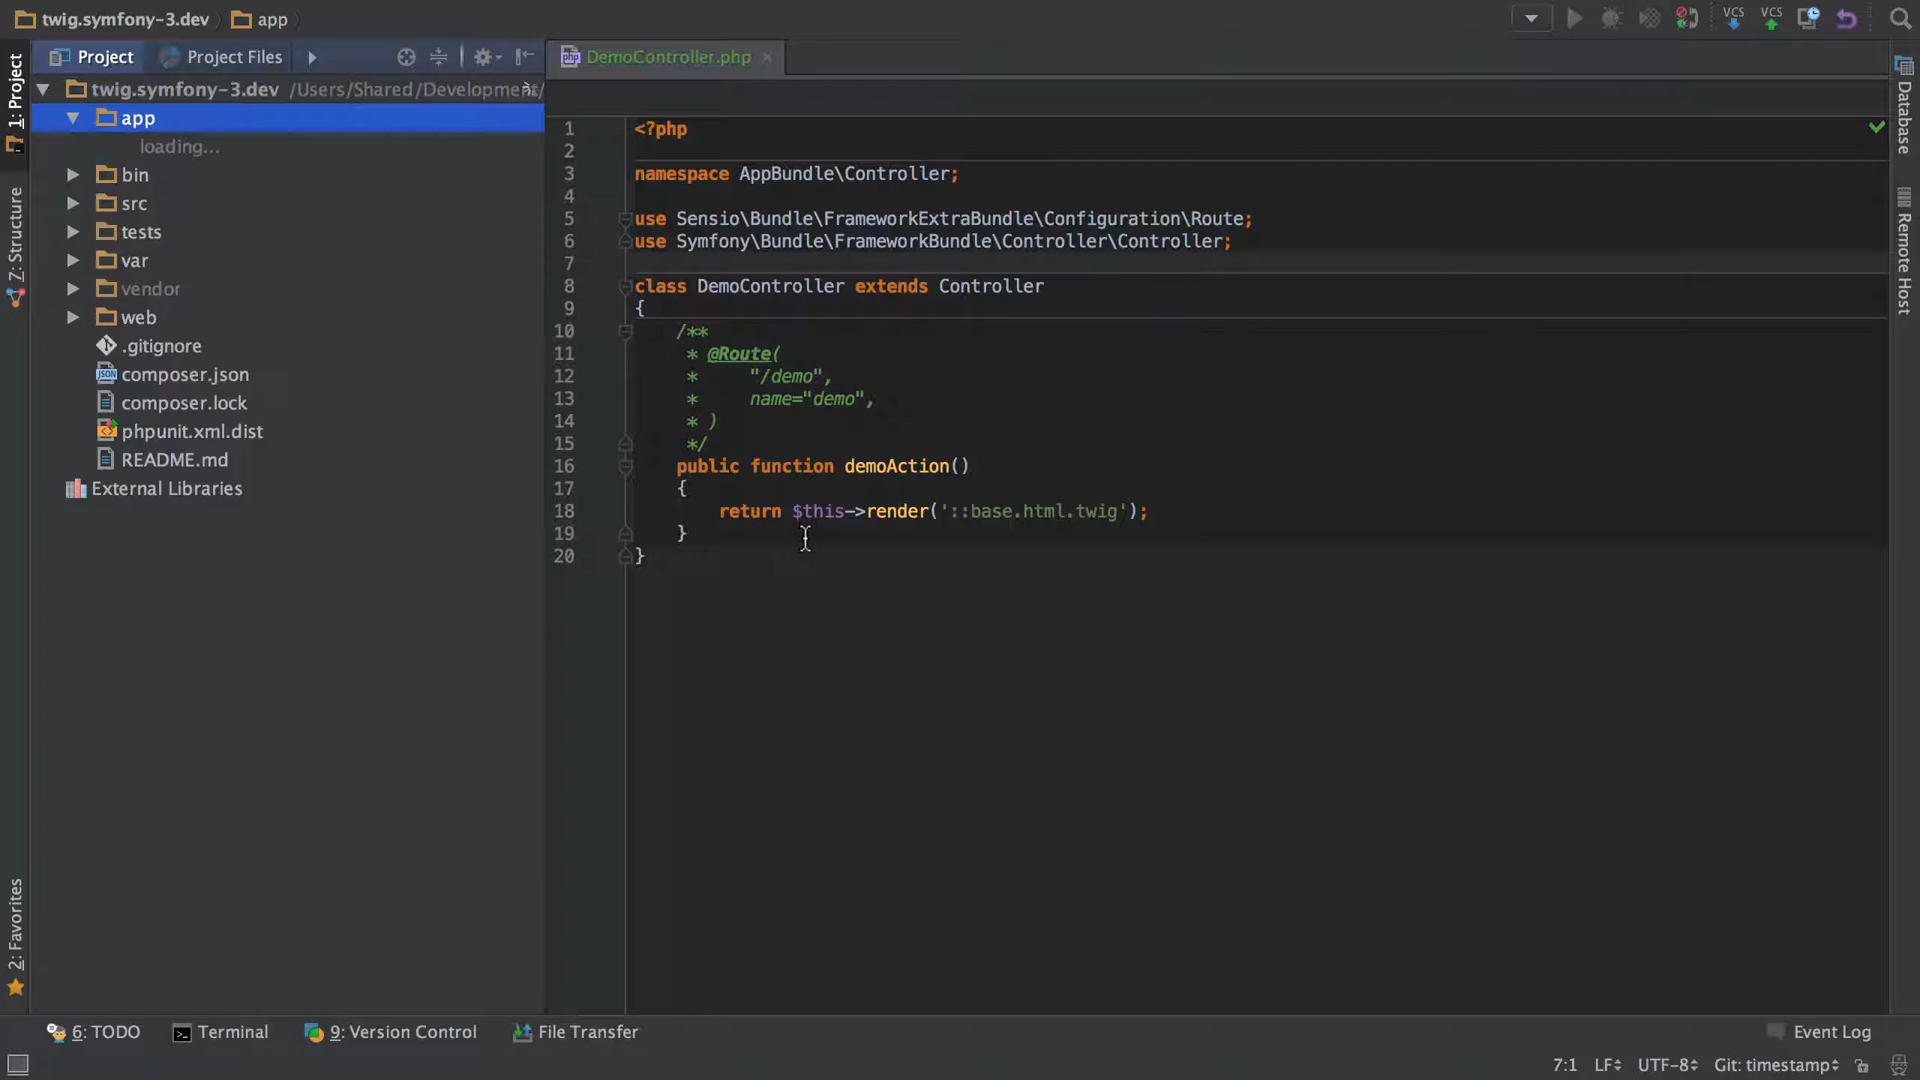 twig.symfony-3.dev
app
1: Project
Project
Project Files
twig.symfony-3.dev /Users/Shared/Development/
app
loading...
bin
src
tests
var
vendor
web
.gitignore
composer.json
composer.lock
phpunit.xml.dist
README.md
External Libraries
Z: Structure
2: Favorites
DemoController.php
1 <?php
2
3 namespace AppBundle\Controller;
4
5 use Sensio\Bundle\FrameworkExtraBundle\Configuration\Route;
6 use Symfony\Bundle\FrameworkBundle\Controller\Controller;
7
8 class DemoController extends Controller
9 {
10 /**
11 * @Route(
12 * "/demo",
13 * name="demo",
14 * )
15 */
16 public function demoAction()
17 {
18 return $this->render('::base.html.twig');
19 }
20 }
VCS
VCS
Database
Remote Host
6: TODO
Terminal
9: Version Control
File Transfer
Event Log
7:1
LF
UTF-8
Git: timestamp